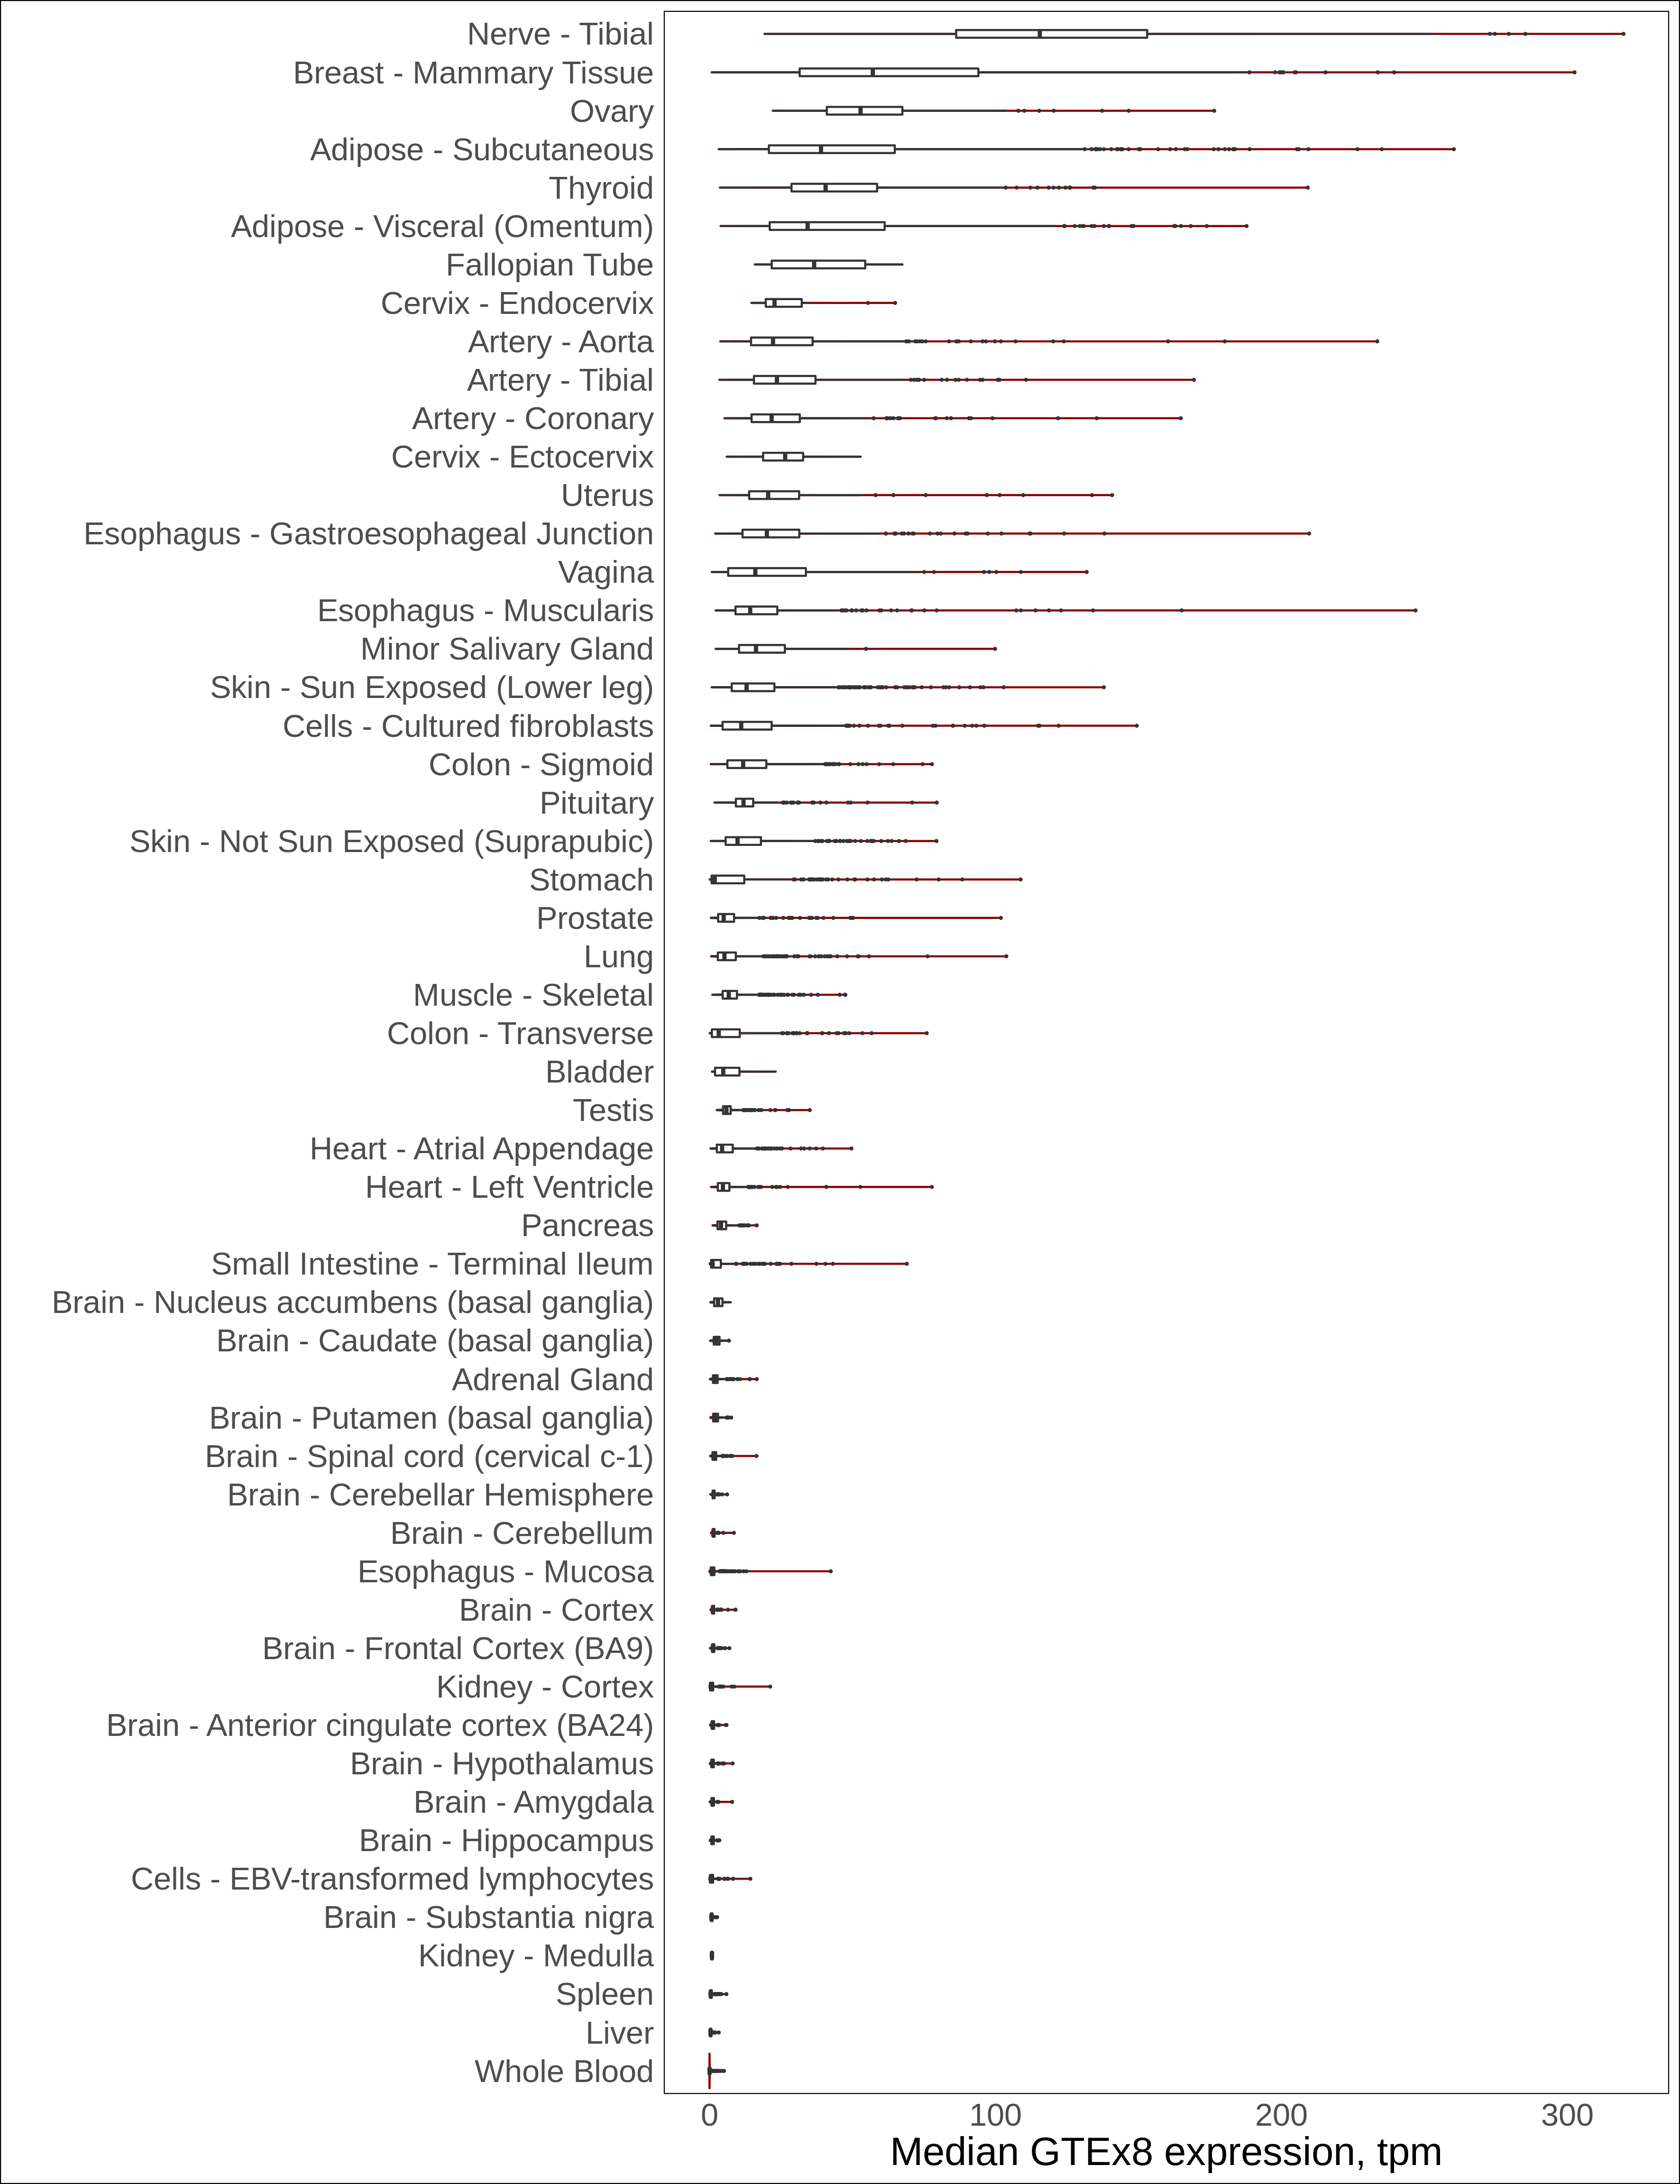 Nerve - Tibial
Breast - Mammary Tissue
Ovary
Adipose - Subcutaneous
Thyroid
Adipose - Visceral (Omentum)
Fallopian Tube
Cervix - Endocervix
Artery - Aorta
Artery - Tibial
Artery - Coronary
Cervix - Ectocervix
Uterus
Esophagus - Gastroesophageal Junction
Vagina
Esophagus - Muscularis
Minor Salivary Gland
Skin - Sun Exposed (Lower leg)
Cells - Cultured fibroblasts
Colon - Sigmoid
Pituitary
Skin - Not Sun Exposed (Suprapubic)
Stomach
Prostate
Lung
Muscle - Skeletal
Colon - Transverse
Bladder
Testis
Heart - Atrial Appendage
Heart - Left Ventricle
Pancreas
Small Intestine - Terminal Ileum
Brain - Nucleus accumbens (basal ganglia)
Brain - Caudate (basal ganglia)
Adrenal Gland
Brain - Putamen (basal ganglia)
Brain - Spinal cord (cervical c-1)
Brain - Cerebellar Hemisphere
Brain - Cerebellum
Esophagus - Mucosa
Brain - Cortex
Brain - Frontal Cortex (BA9)
Kidney - Cortex
Brain - Anterior cingulate cortex (BA24)
Brain - Hypothalamus
Brain - Amygdala
Brain - Hippocampus
Cells - EBV-transformed lymphocytes
Brain - Substantia nigra
Kidney - Medulla
Spleen
Liver
Whole Blood
0 100 200 300
Median GTEx8 expression, tpm